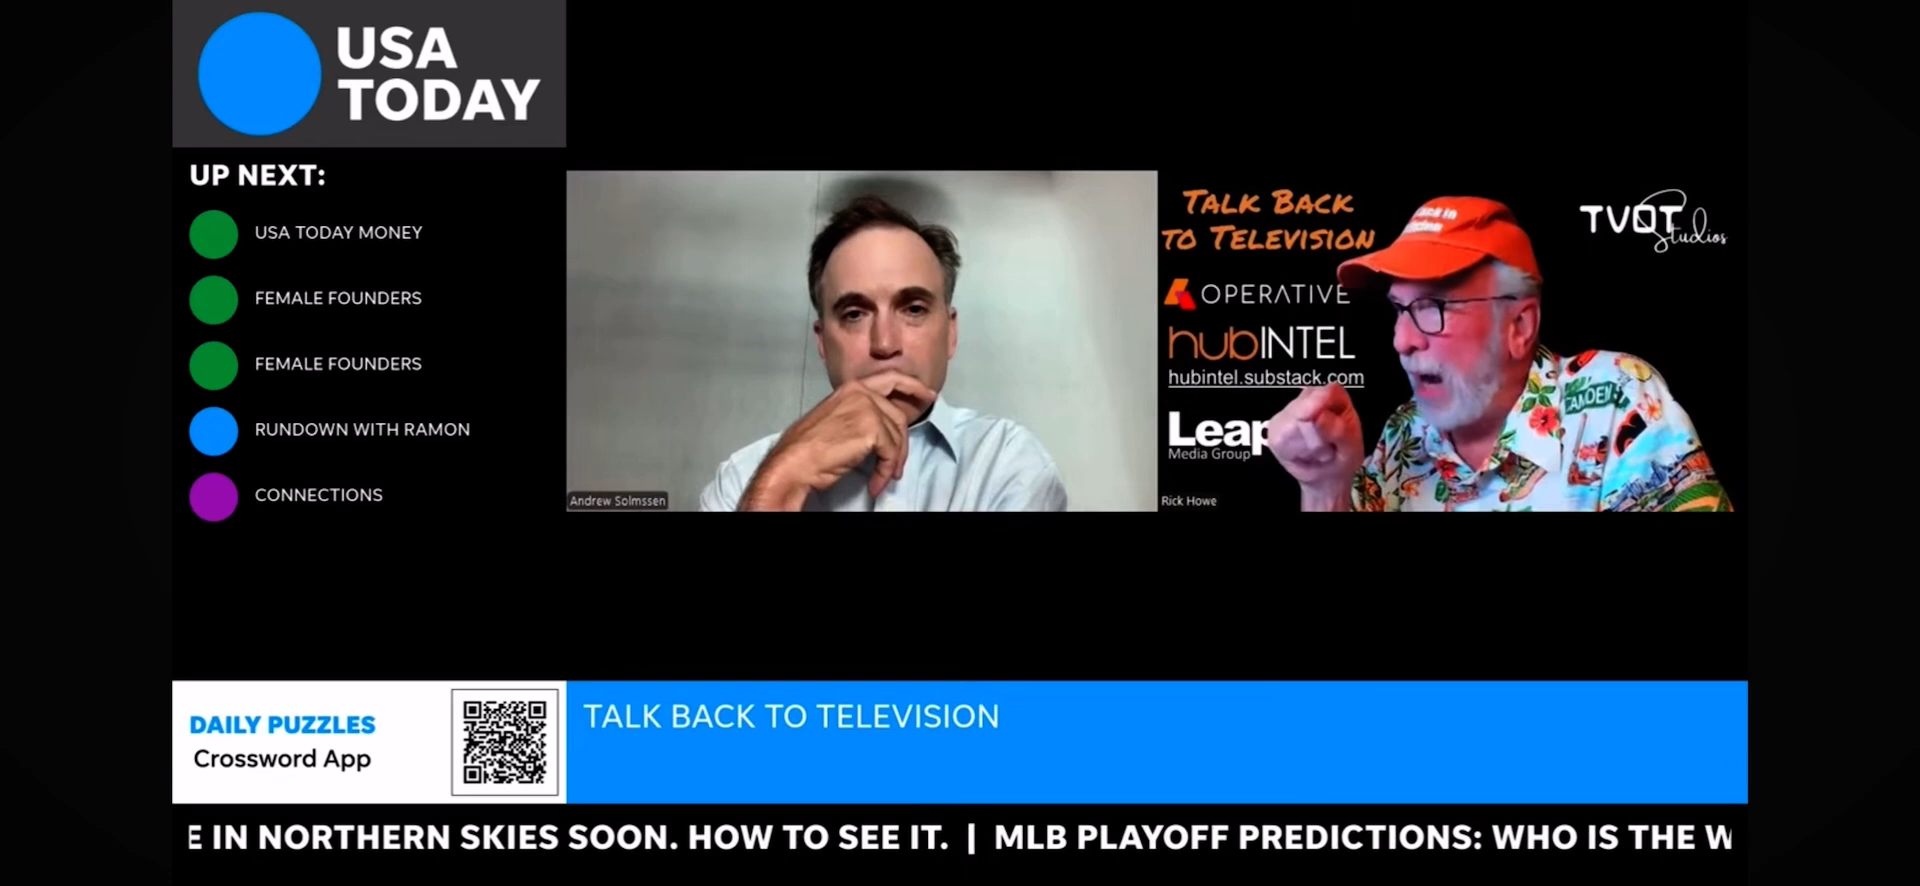 USA
TODAY
UP NEXT:
USA TODAY MONEY
FEMALE FOUNDERS
FEMALE FOUNDERS
RUNDOWN WITH RAMON
CONNECTIONS
Andrew Solmssen
TALK BACK
TO TELEVISION
OPERATIVE
hubINTEL
hubintel.substack.com
Leap
Media Group
Rick Howe
TVOT
Studios
CAMDEN
DAILY PUZZLES
Crossword App
TALK BACK TO TELEVISION
E IN NORTHERN SKIES SOON. HOW TO SEE IT. | MLB PLAYOFF PREDICTIONS: WHO IS THE W